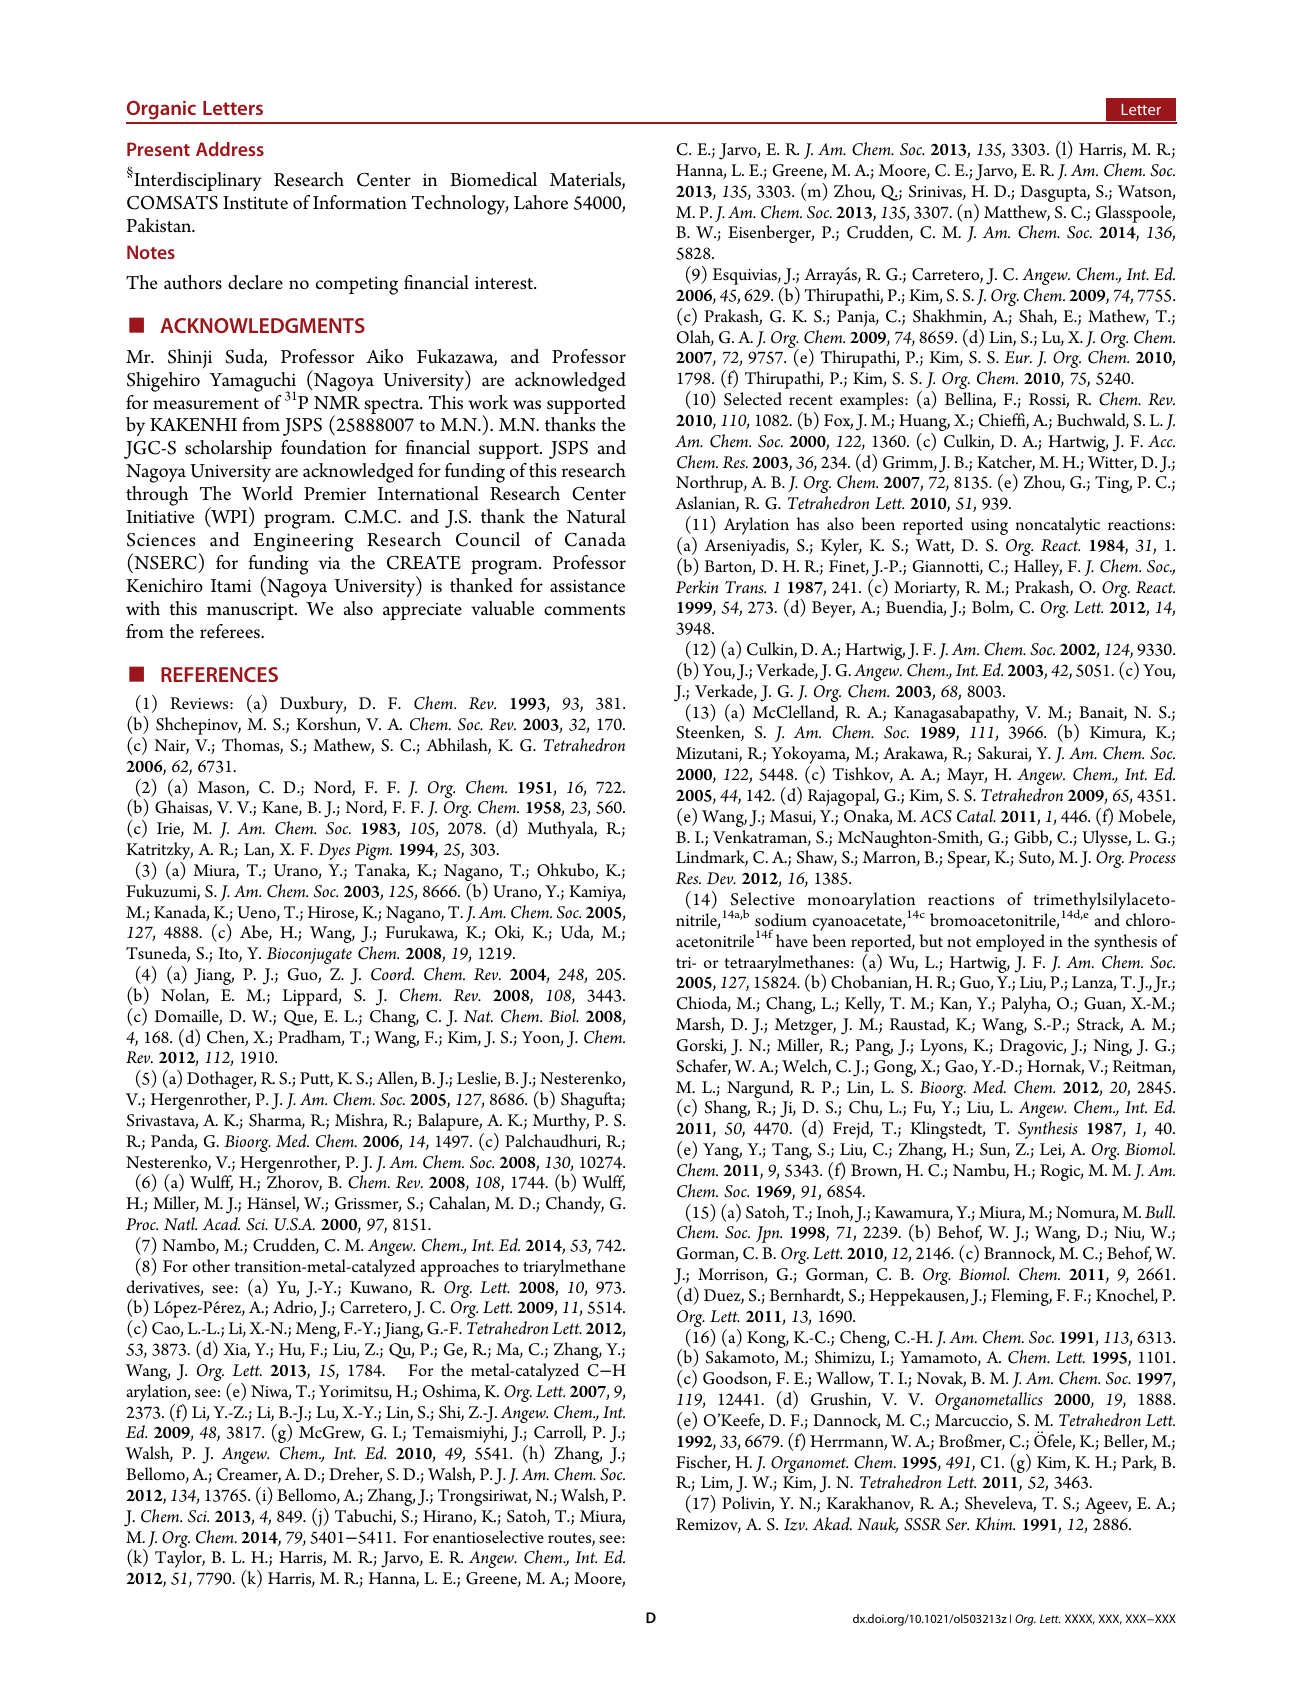 Organic Letters
Letter
Present Address
§Interdisciplinary Research Center in Biomedical Materials,
COMSATS Institute of Information Technology, Lahore 54000,
Pakistan.
Notes
The authors declare no competing financial interest.
■ ACKNOWLEDGMENTS
Mr. Shinji Suda, Professor Aiko Fukazawa, and Professor
Shigehiro Yamaguchi (Nagoya University) are acknowledged
for measurement of 31P NMR spectra. This work was supported
by KAKENHI from JSPS (25888007 to M.N.). M.N. thanks the
JGC-S scholarship foundation for financial support. JSPS and
Nagoya University are acknowledged for funding of this research
through The World Premier International Research Center
Initiative (WPI) program. C.M.C. and J.S. thank the Natural
Sciences and Engineering Research Council of Canada
(NSERC) for funding via the CREATE program. Professor
Kenichiro Itami (Nagoya University) is thanked for assistance
with this manuscript. We also appreciate valuable comments
from the referees.
■ REFERENCES
(1) Reviews: (a) Duxbury, D. F. Chem. Rev. 1993, 93, 381.
(b) Shchepinov, M. S.; Korshun, V. A. Chem. Soc. Rev. 2003, 32, 170.
(c) Nair, V.; Thomas, S.; Mathew, S. C.; Abhilash, K. G. Tetrahedron
2006, 62, 6731.
(2) (a) Mason, C. D.; Nord, F. F. J. Org. Chem. 1951, 16, 722.
(b) Ghaisas, V. V.; Kane, B. J.; Nord, F. F. J. Org. Chem. 1958, 23, 560.
(c) Irie, M. J. Am. Chem. Soc. 1983, 105, 2078. (d) Muthyala, R.;
Katritzky, A. R.; Lan, X. F. Dyes Pigm. 1994, 25, 303.
(3) (a) Miura, T.; Urano, Y.; Tanaka, K.; Nagano, T.; Ohkubo, K.;
Fukuzumi, S. J. Am. Chem. Soc. 2003, 125, 8666. (b) Urano, Y.; Kamiya,
M.; Kanada, K.; Ueno, T.; Hirose, K.; Nagano, T. J. Am. Chem. Soc. 2005,
127, 4888. (c) Abe, H.; Wang, J.; Furukawa, K.; Oki, K.; Uda, M.;
Tsuneda, S.; Ito, Y. Bioconjugate Chem. 2008, 19, 1219.
(4) (a) Jiang, P. J.; Guo, Z. J. Coord. Chem. Rev. 2004, 248, 205.
(b) Nolan, E. M.; Lippard, S. J. Chem. Rev. 2008, 108, 3443.
(c) Domaille, D. W.; Que, E. L.; Chang, C. J. Nat. Chem. Biol. 2008,
4, 168. (d) Chen, X.; Pradham, T.; Wang, F.; Kim, J. S.; Yoon, J. Chem.
Rev. 2012, 112, 1910.
(5) (a) Dothager, R. S.; Putt, K. S.; Allen, B. J.; Leslie, B. J.; Nesterenko,
V.; Hergenrother, P. J. J. Am. Chem. Soc. 2005, 127, 8686. (b) Shagufta;
Srivastava, A. K.; Sharma, R.; Mishra, R.; Balapure, A. K.; Murthy, P. S.
R.; Panda, G. Bioorg. Med. Chem. 2006, 14, 1497. (c) Palchaudhuri, R.;
Nesterenko, V.; Hergenrother, P. J. J. Am. Chem. Soc. 2008, 130, 10274.
(6) (a) Wulff, H.; Zhorov, B. Chem. Rev. 2008, 108, 1744. (b) Wulff,
H.; Miller, M. J.; Hänsel, W.; Grissmer, S.; Cahalan, M. D.; Chandy, G.
Proc. Natl. Acad. Sci. U.S.A. 2000, 97, 8151.
(7) Nambo, M.; Crudden, C. M. Angew. Chem., Int. Ed. 2014, 53, 742.
(8) For other transition-metal-catalyzed approaches to triarylmethane
derivatives, see: (a) Yu, J.-Y.; Kuwano, R. Org. Lett. 2008, 10, 973.
(b) López-Pérez, A.; Adrio, J.; Carretero, J. C. Org. Lett. 2009, 11, 5514.
(c) Cao, L.-L.; Li, X.-N.; Meng, F.-Y.; Jiang, G.-F. Tetrahedron Lett. 2012,
53, 3873. (d) Xia, Y.; Hu, F.; Liu, Z.; Qu, P.; Ge, R.; Ma, C.; Zhang, Y.;
Wang, J. Org. Lett. 2013, 15, 1784. For the metal-catalyzed C−H
arylation, see: (e) Niwa, T.; Yorimitsu, H.; Oshima, K. Org. Lett. 2007, 9,
2373. (f) Li, Y.-Z.; Li, B.-J.; Lu, X.-Y.; Lin, S.; Shi, Z.-J. Angew. Chem., Int.
Ed. 2009, 48, 3817. (g) McGrew, G. I.; Temaismiyhi, J.; Carroll, P. J.;
Walsh, P. J. Angew. Chem., Int. Ed. 2010, 49, 5541. (h) Zhang, J.;
Bellomo, A.; Creamer, A. D.; Dreher, S. D.; Walsh, P. J. J. Am. Chem. Soc.
2012, 134, 13765. (i) Bellomo, A.; Zhang, J.; Trongsiriwat, N.; Walsh, P.
J. Chem. Sci. 2013, 4, 849. (j) Tabuchi, S.; Hirano, K.; Satoh, T.; Miura,
M. J. Org. Chem. 2014, 79, 5401−5411. For enantioselective routes, see:
(k) Taylor, B. L. H.; Harris, M. R.; Jarvo, E. R. Angew. Chem., Int. Ed.
2012, 51, 7790. (k) Harris, M. R.; Hanna, L. E.; Greene, M. A.; Moore,
C. E.; Jarvo, E. R. J. Am. Chem. Soc. 2013, 135, 3303. (l) Harris, M. R.;
Hanna, L. E.; Greene, M. A.; Moore, C. E.; Jarvo, E. R. J. Am. Chem. Soc.
2013, 135, 3303. (m) Zhou, Q.; Srinivas, H. D.; Dasgupta, S.; Watson,
M. P. J. Am. Chem. Soc. 2013, 135, 3307. (n) Matthew, S. C.; Glasspoole,
B. W.; Eisenberger, P.; Crudden, C. M. J. Am. Chem. Soc. 2014, 136,
5828.
(9) Esquivias, J.; Arrayás, R. G.; Carretero, J. C. Angew. Chem., Int. Ed.
2006, 45, 629. (b) Thirupathi, P.; Kim, S. S. J. Org. Chem. 2009, 74, 7755.
(c) Prakash, G. K. S.; Panja, C.; Shakhmin, A.; Shah, E.; Mathew, T.;
Olah, G. A. J. Org. Chem. 2009, 74, 8659. (d) Lin, S.; Lu, X. J. Org. Chem.
2007, 72, 9757. (e) Thirupathi, P.; Kim, S. S. Eur. J. Org. Chem. 2010,
1798. (f) Thirupathi, P.; Kim, S. S. J. Org. Chem. 2010, 75, 5240.
(10) Selected recent examples: (a) Bellina, F.; Rossi, R. Chem. Rev.
2010, 110, 1082. (b) Fox, J. M.; Huang, X.; Chieffi, A.; Buchwald, S. L. J.
Am. Chem. Soc. 2000, 122, 1360. (c) Culkin, D. A.; Hartwig, J. F. Acc.
Chem. Res. 2003, 36, 234. (d) Grimm, J. B.; Katcher, M. H.; Witter, D. J.;
Northrup, A. B. J. Org. Chem. 2007, 72, 8135. (e) Zhou, G.; Ting, P. C.;
Aslanian, R. G. Tetrahedron Lett. 2010, 51, 939.
(11) Arylation has also been reported using noncatalytic reactions:
(a) Arseniyadis, S.; Kyler, K. S.; Watt, D. S. Org. React. 1984, 31, 1.
(b) Barton, D. H. R.; Finet, J.-P.; Giannotti, C.; Halley, F. J. Chem. Soc.,
Perkin Trans. 1 1987, 241. (c) Moriarty, R. M.; Prakash, O. Org. React.
1999, 54, 273. (d) Beyer, A.; Buendia, J.; Bolm, C. Org. Lett. 2012, 14,
3948.
(12) (a) Culkin, D. A.; Hartwig, J. F. J. Am. Chem. Soc. 2002, 124, 9330.
(b) You, J.; Verkade, J. G. Angew. Chem., Int. Ed. 2003, 42, 5051. (c) You,
J.; Verkade, J. G. J. Org. Chem. 2003, 68, 8003.
(13) (a) McClelland, R. A.; Kanagasabapathy, V. M.; Banait, N. S.;
Steenken, S. J. Am. Chem. Soc. 1989, 111, 3966. (b) Kimura, K.;
Mizutani, R.; Yokoyama, M.; Arakawa, R.; Sakurai, Y. J. Am. Chem. Soc.
2000, 122, 5448. (c) Tishkov, A. A.; Mayr, H. Angew. Chem., Int. Ed.
2005, 44, 142. (d) Rajagopal, G.; Kim, S. S. Tetrahedron 2009, 65, 4351.
(e) Wang, J.; Masui, Y.; Onaka, M. ACS Catal. 2011, 1, 446. (f) Mobele,
B. I.; Venkatraman, S.; McNaughton-Smith, G.; Gibb, C.; Ulysse, L. G.;
Lindmark, C. A.; Shaw, S.; Marron, B.; Spear, K.; Suto, M. J. Org. Process
Res. Dev. 2012, 16, 1385.
(14) Selective monoarylation reactions of trimethylsilylaceto-
nitrile,14a,b sodium cyanoacetate,14c bromoacetonitrile,14d,e and chloro-
acetonitrile14f have been reported, but not employed in the synthesis of
tri- or tetraarylmethanes: (a) Wu, L.; Hartwig, J. F. J. Am. Chem. Soc.
2005, 127, 15824. (b) Chobanian, H. R.; Guo, Y.; Liu, P.; Lanza, T. J., Jr.;
Chioda, M.; Chang, L.; Kelly, T. M.; Kan, Y.; Palyha, O.; Guan, X.-M.;
Marsh, D. J.; Metzger, J. M.; Raustad, K.; Wang, S.-P.; Strack, A. M.;
Gorski, J. N.; Miller, R.; Pang, J.; Lyons, K.; Dragovic, J.; Ning, J. G.;
Schafer, W. A.; Welch, C. J.; Gong, X.; Gao, Y.-D.; Hornak, V.; Reitman,
M. L.; Nargund, R. P.; Lin, L. S. Bioorg. Med. Chem. 2012, 20, 2845.
(c) Shang, R.; Ji, D. S.; Chu, L.; Fu, Y.; Liu, L. Angew. Chem., Int. Ed.
2011, 50, 4470. (d) Frejd, T.; Klingstedt, T. Synthesis 1987, 1, 40.
(e) Yang, Y.; Tang, S.; Liu, C.; Zhang, H.; Sun, Z.; Lei, A. Org. Biomol.
Chem. 2011, 9, 5343. (f) Brown, H. C.; Nambu, H.; Rogic, M. M. J. Am.
Chem. Soc. 1969, 91, 6854.
(15) (a) Satoh, T.; Inoh, J.; Kawamura, Y.; Miura, M.; Nomura, M. Bull.
Chem. Soc. Jpn. 1998, 71, 2239. (b) Behof, W. J.; Wang, D.; Niu, W.;
Gorman, C. B. Org. Lett. 2010, 12, 2146. (c) Brannock, M. C.; Behof, W.
J.; Morrison, G.; Gorman, C. B. Org. Biomol. Chem. 2011, 9, 2661.
(d) Duez, S.; Bernhardt, S.; Heppekausen, J.; Fleming, F. F.; Knochel, P.
Org. Lett. 2011, 13, 1690.
(16) (a) Kong, K.-C.; Cheng, C.-H. J. Am. Chem. Soc. 1991, 113, 6313.
(b) Sakamoto, M.; Shimizu, I.; Yamamoto, A. Chem. Lett. 1995, 1101.
(c) Goodson, F. E.; Wallow, T. I.; Novak, B. M. J. Am. Chem. Soc. 1997,
119, 12441. (d) Grushin, V. V. Organometallics 2000, 19, 1888.
(e) O'Keefe, D. F.; Dannock, M. C.; Marcuccio, S. M. Tetrahedron Lett.
1992, 33, 6679. (f) Herrmann, W. A.; Broßmer, C.; Öfele, K.; Beller, M.;
Fischer, H. J. Organomet. Chem. 1995, 491, C1. (g) Kim, K. H.; Park, B.
R.; Lim, J. W.; Kim, J. N. Tetrahedron Lett. 2011, 52, 3463.
(17) Polivin, Y. N.; Karakhanov, R. A.; Sheveleva, T. S.; Ageev, E. A.;
Remizov, A. S. Izv. Akad. Nauk, SSSR Ser. Khim. 1991, 12, 2886.
D
dx.doi.org/10.1021/ol503213z | Org. Lett. XXXX, XXX, XXX−XXX